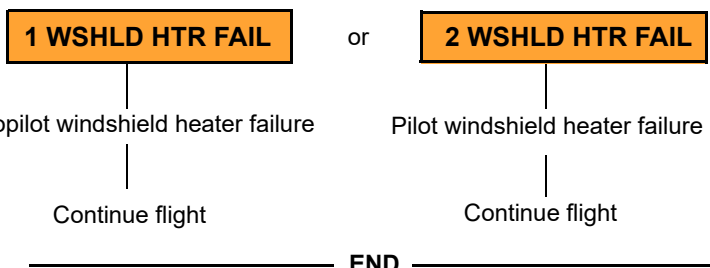 1 WSHLD HTR FAIL or 2 WSHLD HTR FAIL
opilot windshield heater failure Pilot windshield heater failure
Continue flight Continue flight
END